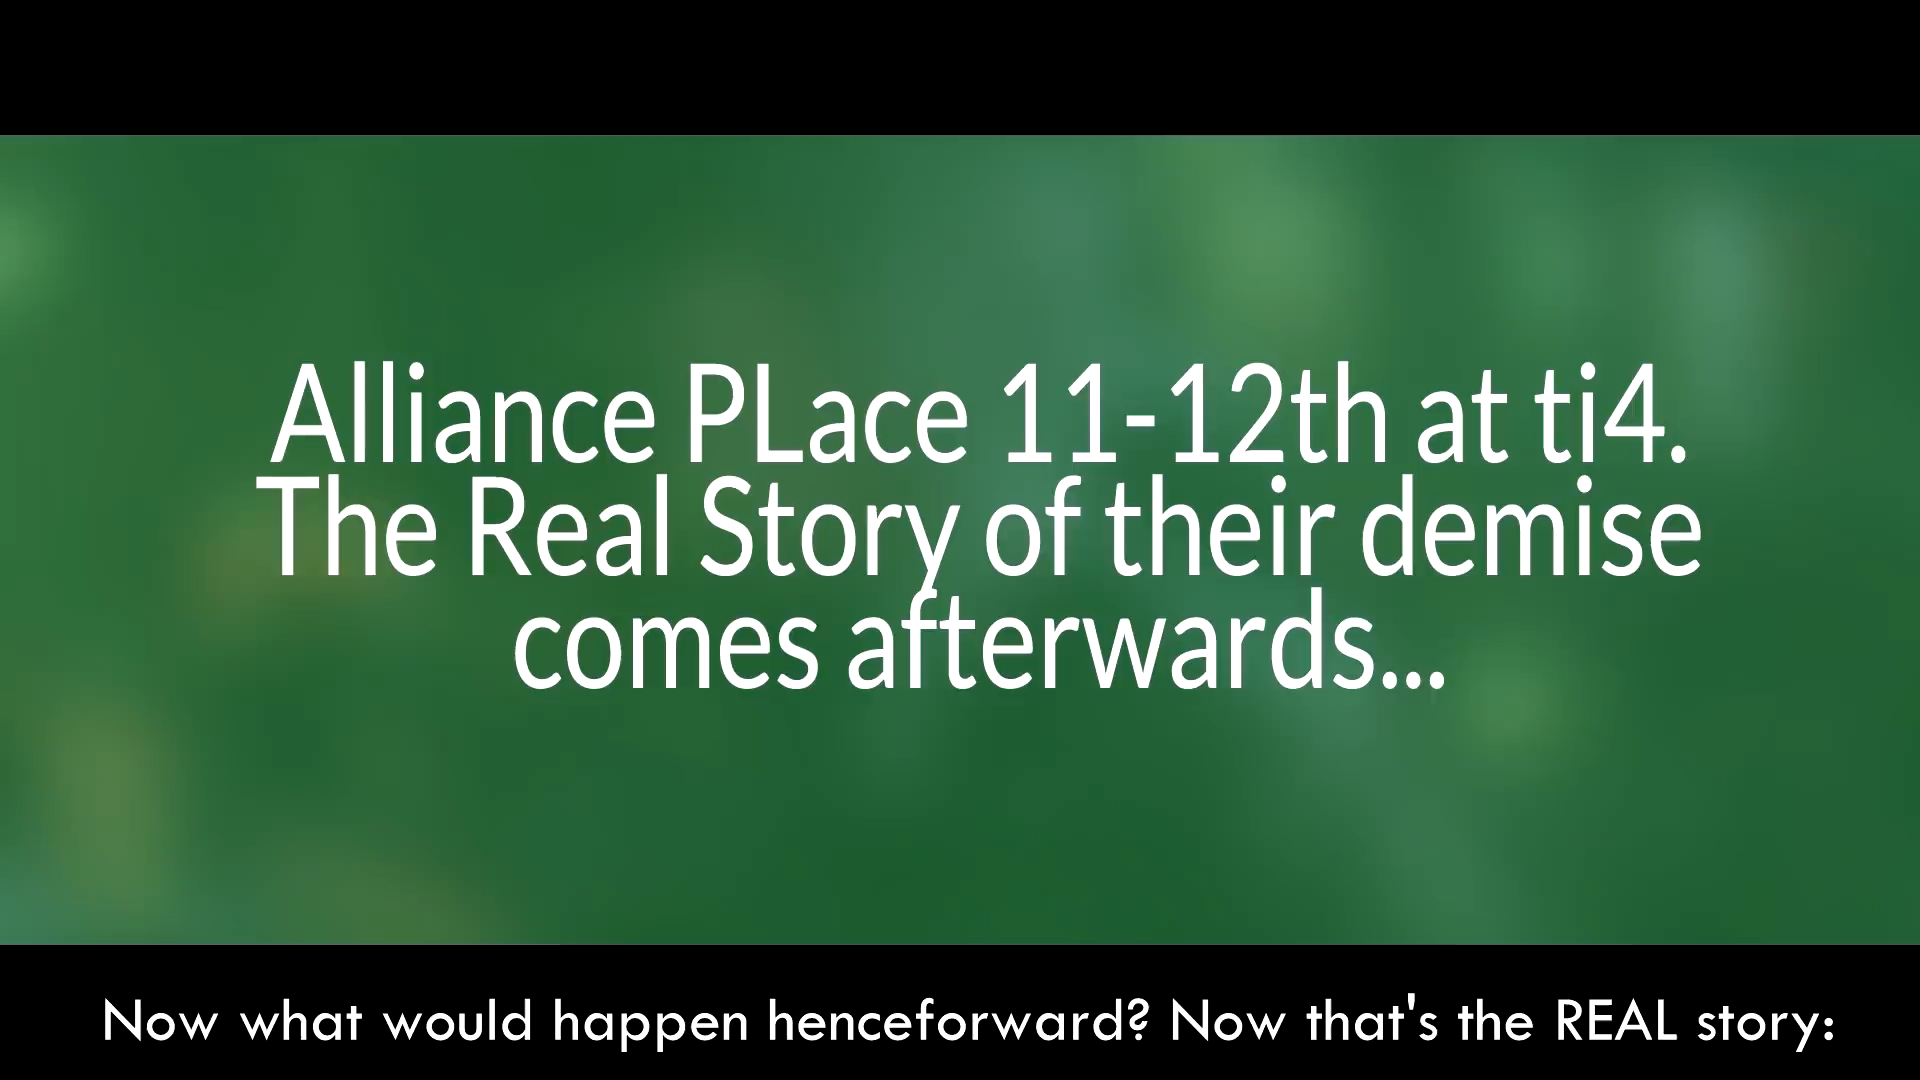 Alliance PLace 11-12th at ti4.
The Real Story of their demise
comes afterwards...
Now what would happen henceforward? Now that's the REAL story: